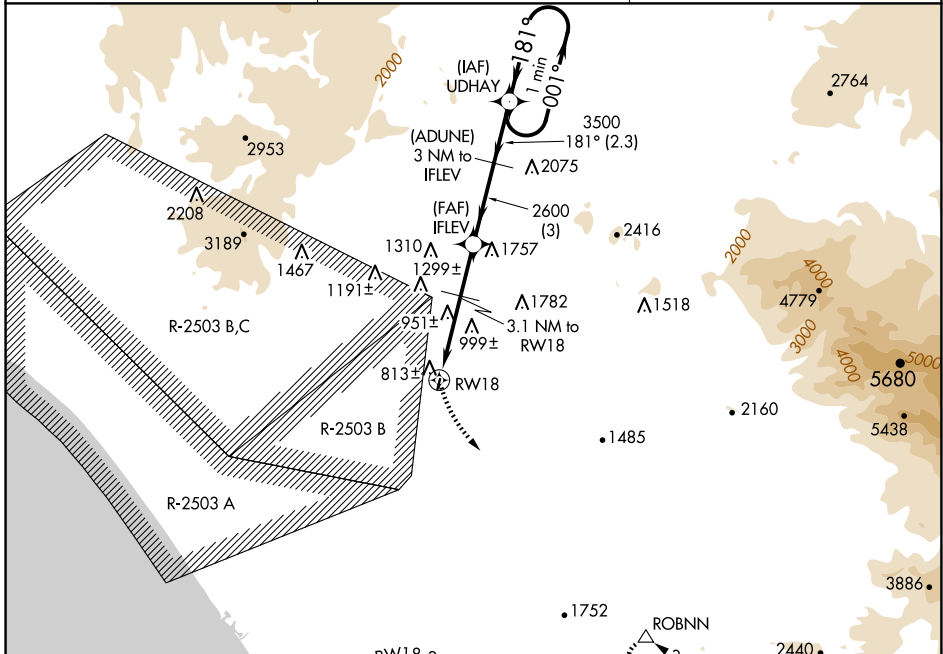 181°
1 min
001°
(IAF)
UDHAY
2000
2764
3500
181° (2.3)
(ADUNE)
3 NM to
IFLEV
2953
2075
2208
(FAF)
IFLEV
2600
(3)
3189
1310
1757
2416
2000
1467
1299±
4000
1191±
4779
1782
1518
951±
3.1 NM to
RW18
999±
R-2503 B,C
3000
4000
5000
5680
813±
RW18
2160
5438
R-2503 B
1485
R-2503 A
3886
1752
ROBNN
2440